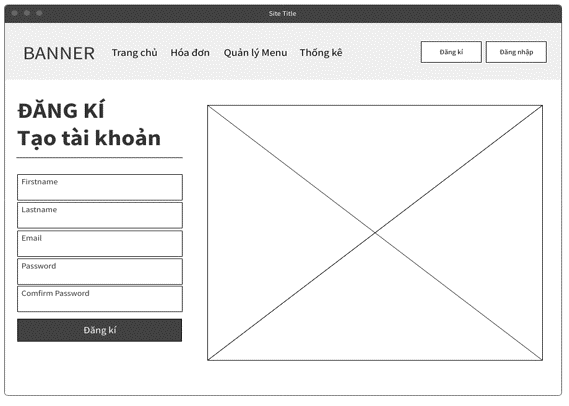 Site Title
BANNER Trang chủ Hóa đơn Quản lý Menu Thống kê Đăng kí Đăng nhập
ĐĂNG KÍ
Tạo tài khoản
Firstname
Lastname
Email
Password
Comfirm Password
Đăng kí